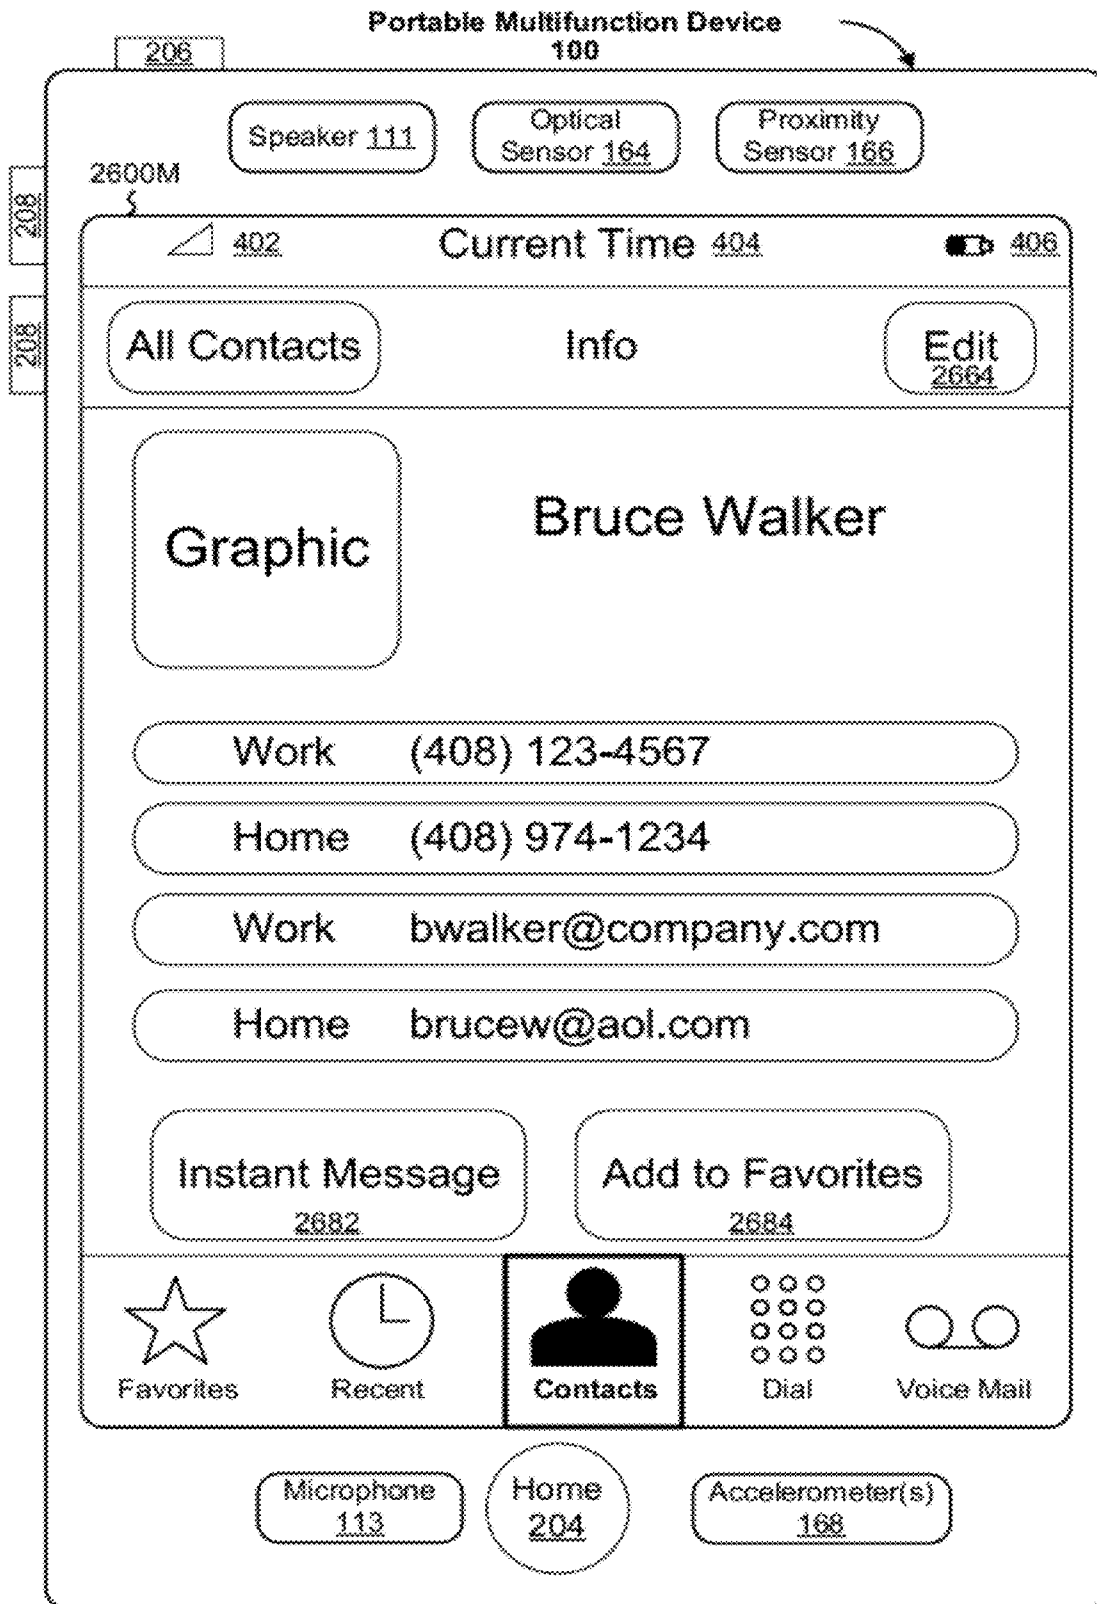 Portable Multifunction Device
100
206
Speaker 111
Optical
Sensor 164
Proximity
Sensor 166
2600M
208
208
402
Current Time 404
406
All Contacts
Info
Edit
2664
Graphic
Bruce Walker
Work (408) 123-4567
Home (408) 974-1234
Work bwalker@company.com
Home brucew@aol.com
Instant Message
2682
Add to Favorites
2684
Favorites
Recent
Contacts
Dial
Voice Mail
Microphone
113
Home
204
Accelerometer(s)
168